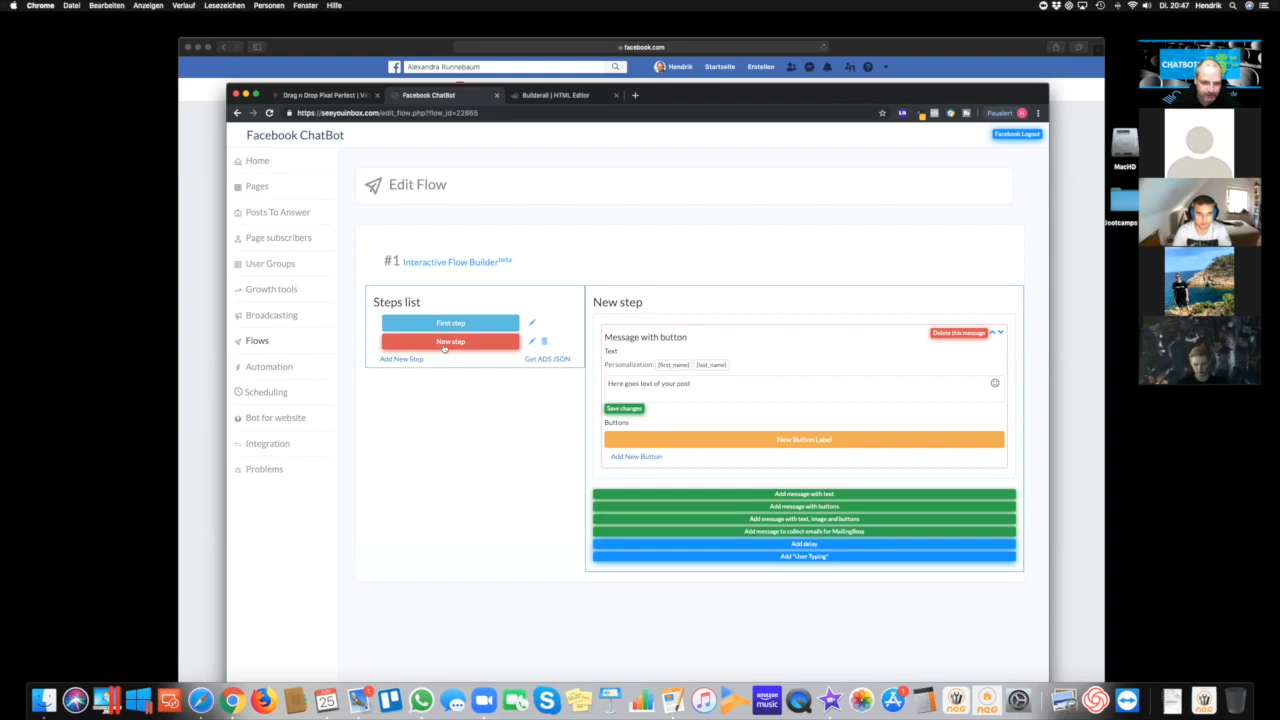 Chrome Datei Bearbeiten Anzeigen Verlauf Lesezeichen Personen Fenster Hilfe
Di. 20:47 Hendrik
facebook.com
Alexandra Runnebaum
Hendrik Startseite Erstellen
Drag n Drop Pixel Perfect
Facebook ChatBot
Builderall | HTML Editor
https://seeyouinbox.com/edit_flow.php?flow_id=22865
Pausiert
Facebook ChatBot
Facebook Logout
Home
Pages
Posts To Answer
Page subscribers
User Groups
Growth tools
Broadcasting
Flows
Automation
Scheduling
Bot for website
Integration
Problems
Edit Flow
#1 Interactive Flow Builder beta
Steps list
First step
New step
Add New Step
Get ADS JSON
New step
Message with button
Delete this message
Text
Personalization: [first_name] [last_name]
Here goes text of your post
Save changes
Buttons
New Button Label
Add New Button
Add message with text
Add message with buttons
Add message with text, image and buttons
Add message to collect emails for MailingBoss
Add delay
Add "User Typing"
CHATBOT
MacHD
JUN
25
amazon
music